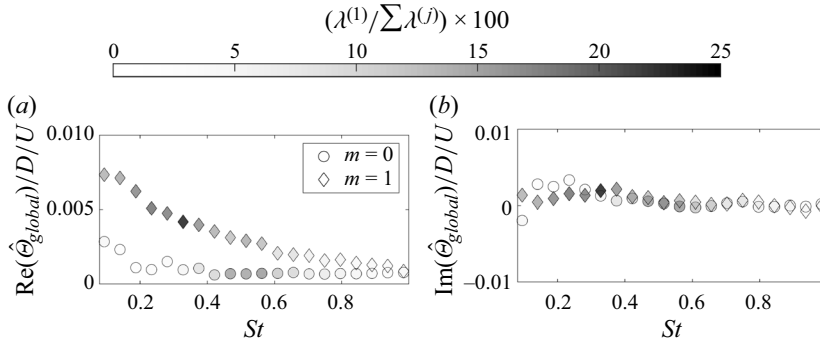 (λ^(1)/∑λ^(j)) × 100
0 5 10 15 20 25
(a)
Re(Θ̂_global)/D/U
0.010
0.005
0
0.2 0.4 0.6 0.8
St
m = 0
m = 1
(b)
Im(Θ̂_global)/D/U
0.01
0
–0.01
0.2 0.4 0.6 0.8
St